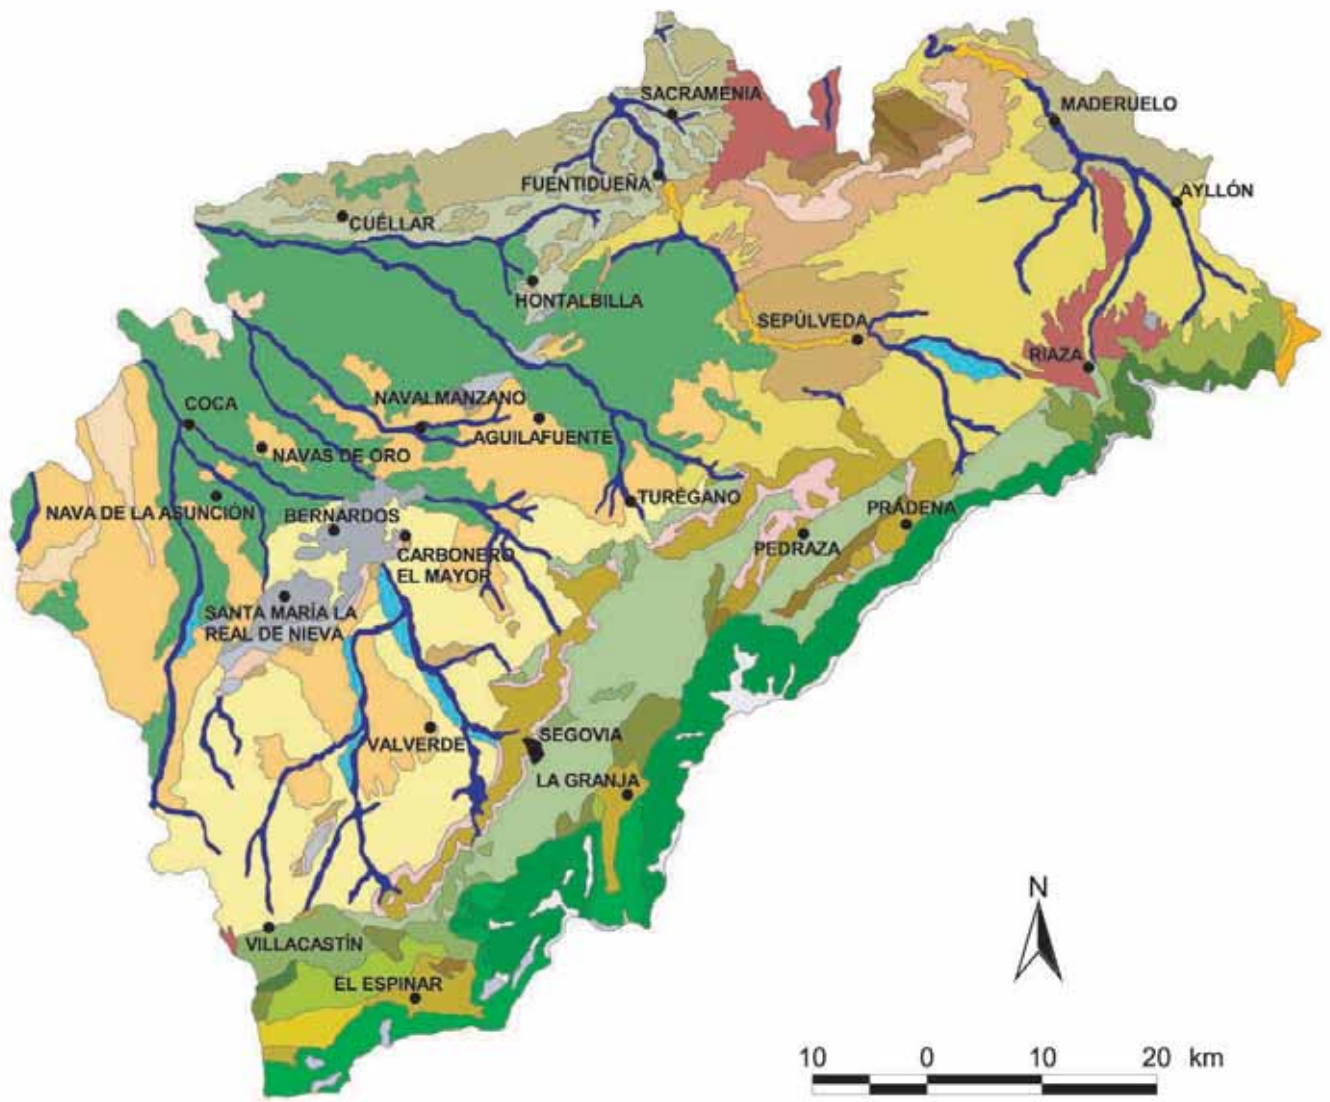 SACRAMENIA
MADERUELO
FUENTIDUEÑA
AYLLÓN
CUÉLLAR
HONTALBILLA
SEPÚLVEDA
RIAZA
NAVALMANZANO
COCA
AGUILAFUENTE
NAVAS DE ORO
TURÉGANO
NAVA DE LA ASUNCIÓN
BERNARDOS
PRÁDENA
PEDRAZA
CARBONERO
EL MAYOR
SANTA MARÍA LA
REAL DE NIEVA
SEGOVIA
VALVERDE
LA GRANJA
N
VILLACASTÍN
EL ESPINAR
10 0 10 20 km